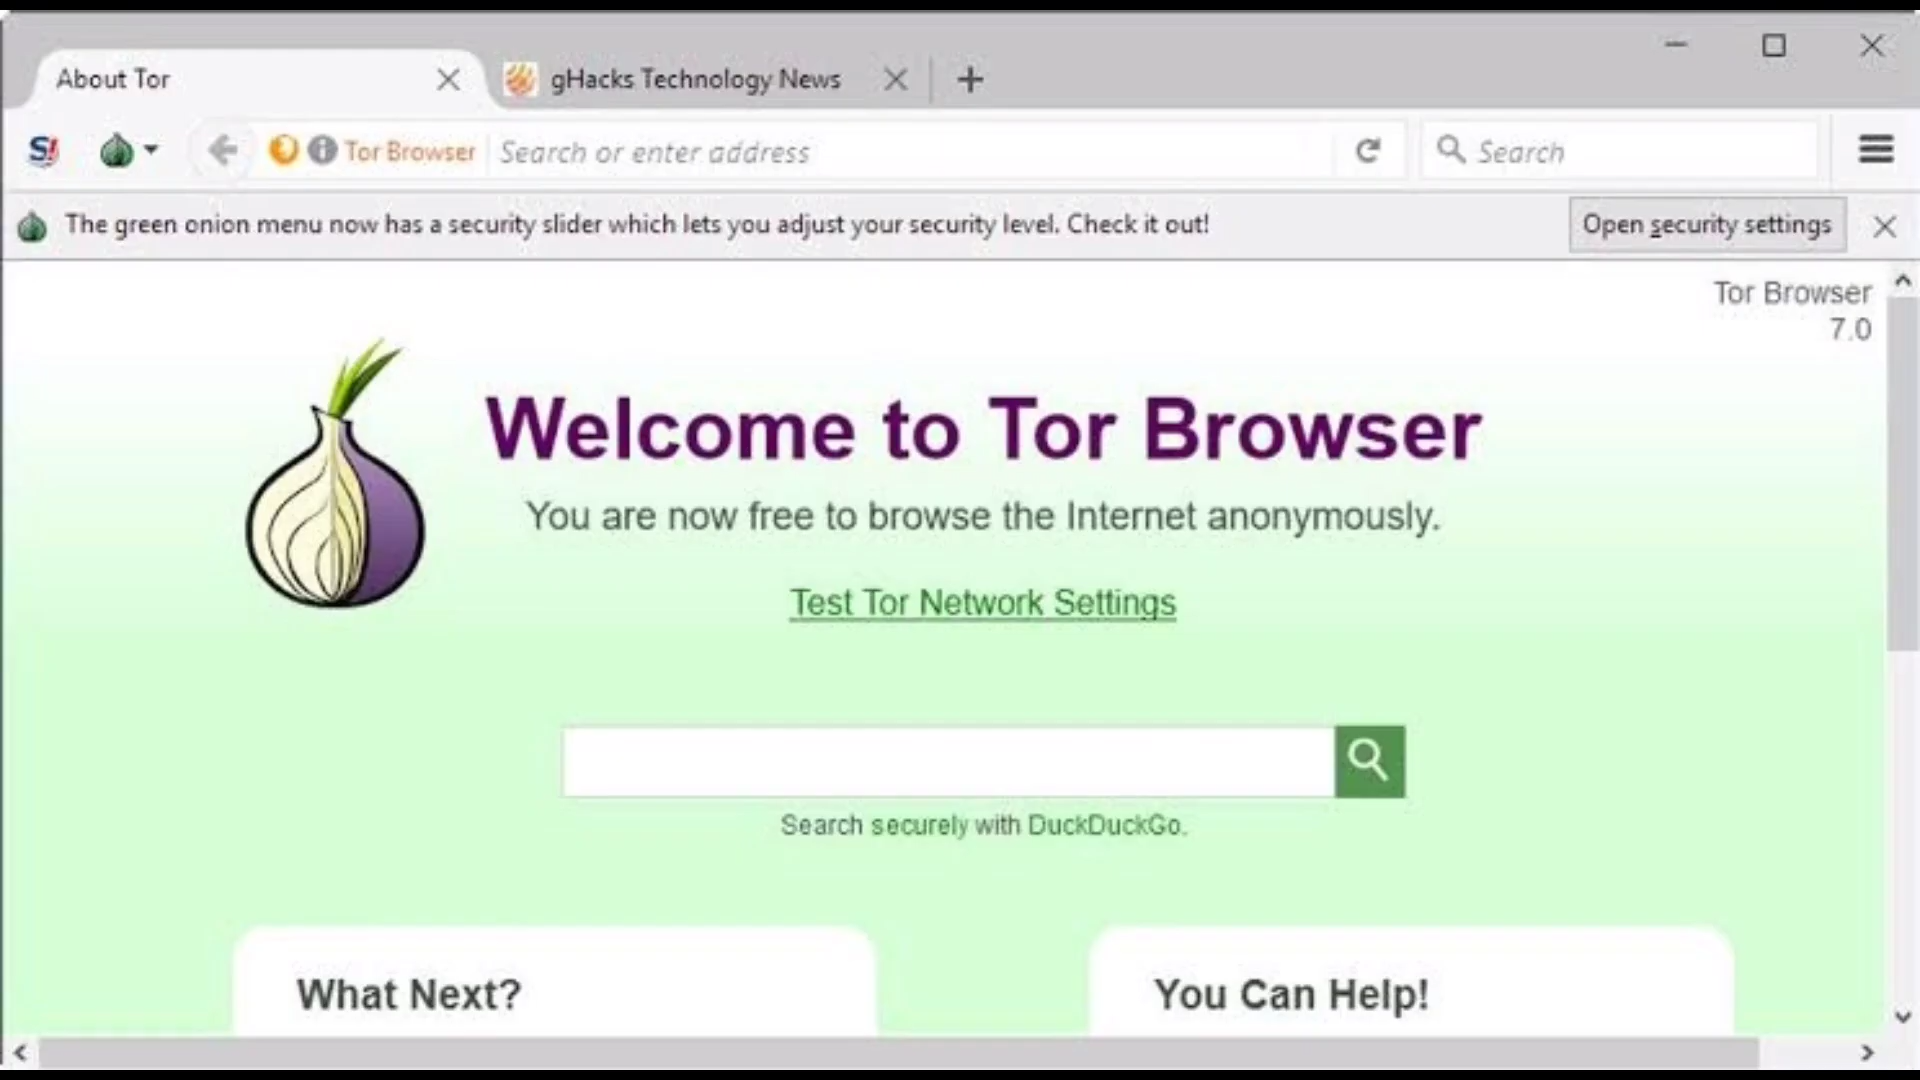 About Tor
gHacks Technology News
S!
Tor Browser
Search or enter address
Search
The green onion menu now has a security slider which lets you adjust your security level. Check it out!
Open security settings
Tor Browser
7.0
Welcome to Tor Browser
You are now free to browse the Internet anonymously.
Test Tor Network Settings
Search securely with DuckDuckGo.
What Next?
You Can Help!